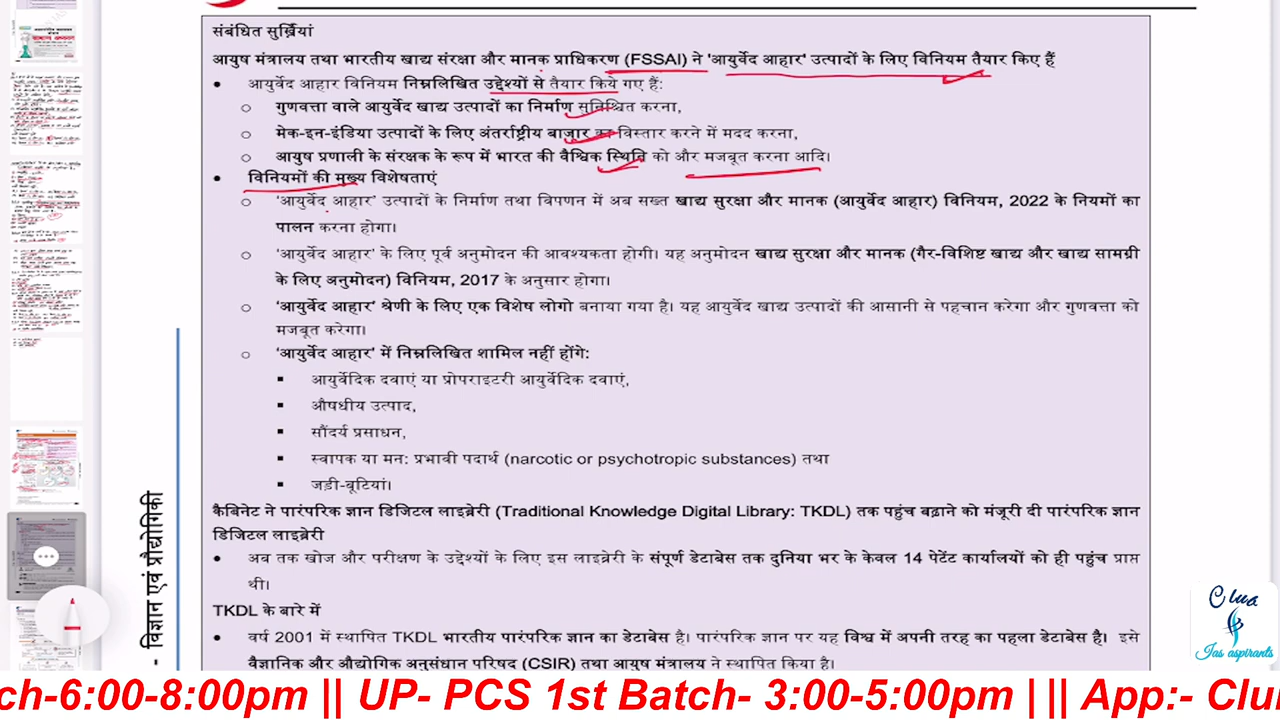 संबंधित सुर्ख़ियां
आयुष मंत्रालय तथा भारतीय खाद्य संरक्षा एवं मानक प्राधिकरण (FSSAI) ने 'आयुर्वेद आहार' उत्पादों के लिए विनियम तैयार किए हैं
● आयुर्वेद आहार विनियम निम्नलिखित उद्देश्यों से तैयार किये गए हैं:
○ गुणवत्ता वाले आयुर्वेद खाद्य उत्पादों का निर्माण सुनिश्चित करना,
○ मेक-इन-इंडिया उत्पादों के लिए अंतर्राष्ट्रीय बाजार का विस्तार करने में मदद करना,
○ आयुष प्रणाली के संरक्षक के रूप में भारत की वैश्विक स्थिति को और मजबूत करना आदि।
● विनियमों की मुख्य विशेषताएं
○ 'आयुर्वेद आहार' उत्पादों के निर्माण तथा विपणन में अब सख्त खाद्य सुरक्षा और मानक (आयुर्वेद आहार) विनियम, 2022 के नियमों का
पालन करना होगा।
○ 'आयुर्वेद आहार के लिए पूर्व अनुमोदन की आवश्यकता होगी। यह अनुमोदन खाद्य सुरक्षा और मानक (गैर-विशिष्ट खाद्य और खाद्य सामग्री
के लिए अनुमोदन) विनियम, 2017 के अनुसार होगा।
○ 'आयुर्वेद आहार' श्रेणी के लिए एक विशेष लोगो बनाया गया है। यह आयुर्वेद खाद्य उत्पादों की आसानी से पहचान करेगा और गुणवत्ता को
मजबूत करेगा।
○ 'आयुर्वेद आहार' में निम्नलिखित शामिल नहीं होंगे:
▪ आयुर्वेदिक दवाएं या प्रोपराइटरी आयुर्वेदिक दवाएं,
▪ औषधीय उत्पाद,
▪ सौंदर्य प्रसाधन,
▪ मादक या मन: प्रभावी पदार्थ (narcotic or psychotropic substances) तथा
▪ जड़ी-बूटियां।
कैबिनेट ने पारंपरिक ज्ञान डिजिटल लाइब्रेरी (Traditional Knowledge Digital Library: TKDL) तक पहुंच बढ़ाने को मंजूरी दी पारंपरिक ज्ञान
डिजिटल लाइब्रेरी
● अब तक खोज और परीक्षण के उद्देश्यों के लिए इस लाइब्रेरी के संपूर्ण डेटाबेस तक दुनिया भर के केवल 14 पेटेंट कार्यालयों को ही पहुंच प्राप्त
थी।
TKDL के बारे में
● वर्ष 2001 में स्थापित TKDL भारतीय पारंपरिक ज्ञान का डेटाबेस है। पारंपरिक ज्ञान पर यह विश्व में अपनी तरह का पहला डेटाबेस है। इसे
वैज्ञानिक और औद्योगिक अनुसंधान परिषद (CSIR) तथा आयुष मंत्रालय ने स्थापित किया है।
- विज्ञान एवं प्रौद्योगिकी
Clua
Ias aspirants
ch-6:00-8:00pm || UP- PCS 1st Batch- 3:00-5:00pm | || App:- Clu